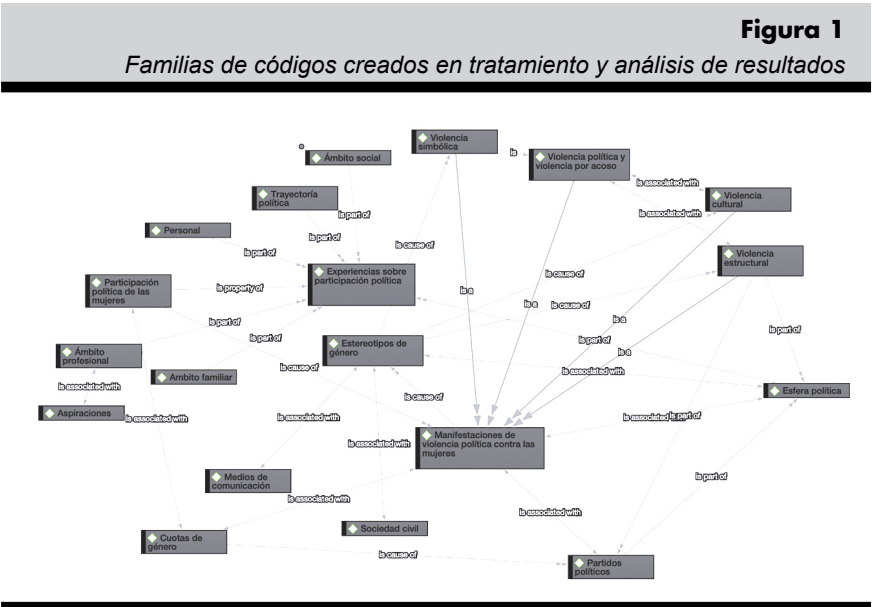 Figura 1
Familias de códigos creados en tratamiento y análisis de resultados
Violencia
simbólica
is
Violencia política y
violencia por acoso
Ámbito social
is associated with
Trayectoría
política
Violencia
cultural
is part of
is associated with
Personal
is part of
is cause of
Violencia
estructural
is part of
Experiencias sobre
participación política
is cause of
Participación
política de las
mujeres
is property of
is a
is a
is cause of
is a
is part of
is part of
is part of
Estereotipos de
género
is part of
Ámbito
profesional
is a
is cause of
is associated with
Ambito familiar
is associated with
Esfera política
is cause of
Aspiraciones
is associated with
is associated with
is associated
is part of
Manifestaciones de
violencia política contra las
mujeres
is associated with
Medios de
comunicación
is part of
is associated with
is associated with
Sociedad civil
Cuotas de
género
is cause of
Partidos
políticos